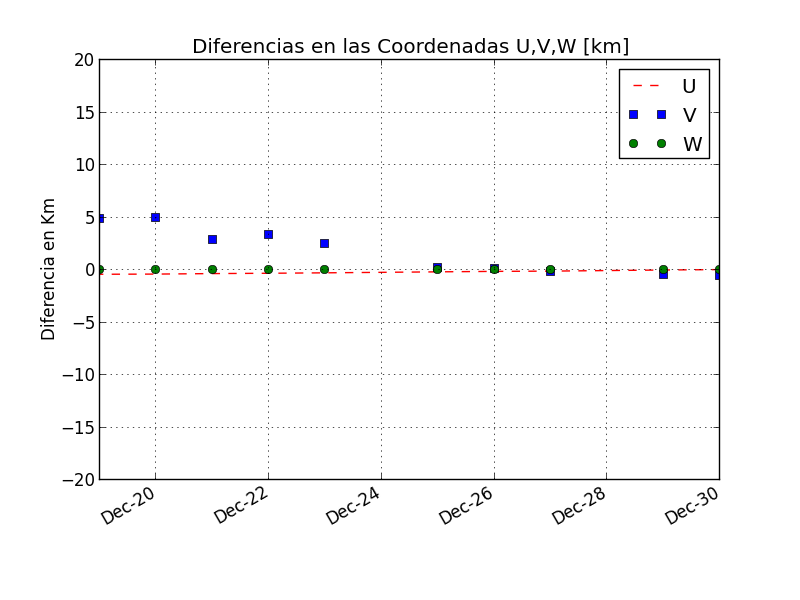 Diferencias en las Coordenadas U,V,W [km]
U
V
W
Diferencia en Km
20
15
10
5
0
−5
−10
−15
−20
Dec-20
Dec-22
Dec-24
Dec-26
Dec-28
Dec-30